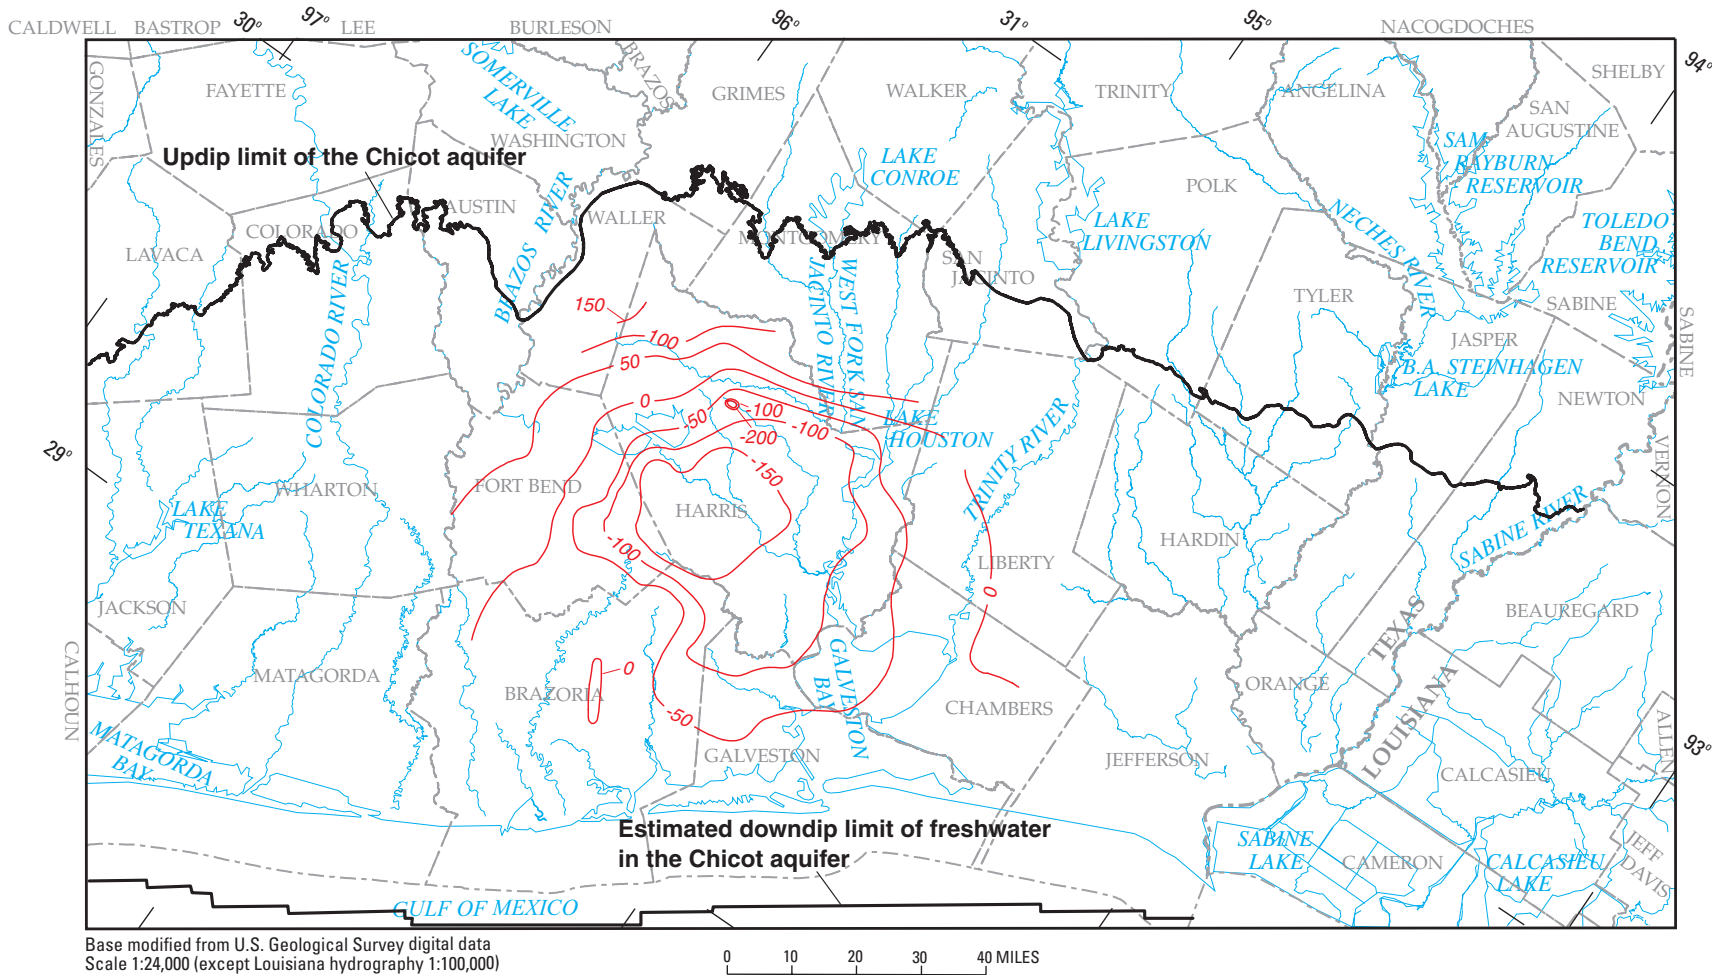 CALDWELL
BASTROP
30°
97°
LEE
BURLESON
96°
31°
95°
NACOGDOCHES
94°
GONZALES
FAYETTE
SOMERVILLE
LAKE
BRAZOS
GRIMES
WALKER
TRINITY
ANGELINA
SHELBY
SAN
AUGUSTINE
WASHINGTON
Updip limit of the Chicot aquifer
LAKE
CONROE
SAM
RAYBURN
RESERVOIR
POLK
AUSTIN
BRAZOS RIVER
WALLER
COLORADO
MONTGOMERY
LAKE
LIVINGSTON
NECHES RIVER
TOLEDO
BEND
RESERVOIR
LAVACA
SAN
JACINTO
WEST FORK SAN
JACINTO RIVER
TYLER
SABINE
SABINE
COLORADO RIVER
150
100
50
0
-50
-100
-200
-100
-150
JASPER
B.A. STEINHAGEN
LAKE
NEWTON
LAKE
HOUSTON
TRINITY RIVER
29°
VERNON
WHARTON
FORT BEND
HARRIS
LAKE
TEXANA
SABINE RIVER
HARDIN
-100
LIBERTY
0
JACKSON
BEAUREGARD
TEXAS
LOUISIANA
CALHOUN
MATAGORDA
BRAZORIA
0
-50
GALVESTON
BAY
CHAMBERS
ORANGE
ALLEN
93°
MATAGORDA
BAY
GALVESTON
JEFFERSON
CALCASIEU
Estimated downdip limit of freshwater
in the Chicot aquifer
SABINE
LAKE
CAMERON
CALCASIEU
LAKE
JEFF
DAVIS
GULF OF MEXICO
Base modified from U.S. Geological Survey digital data
Scale 1:24,000 (except Louisiana hydrography 1:100,000)
0 10 20 30 40 MILES